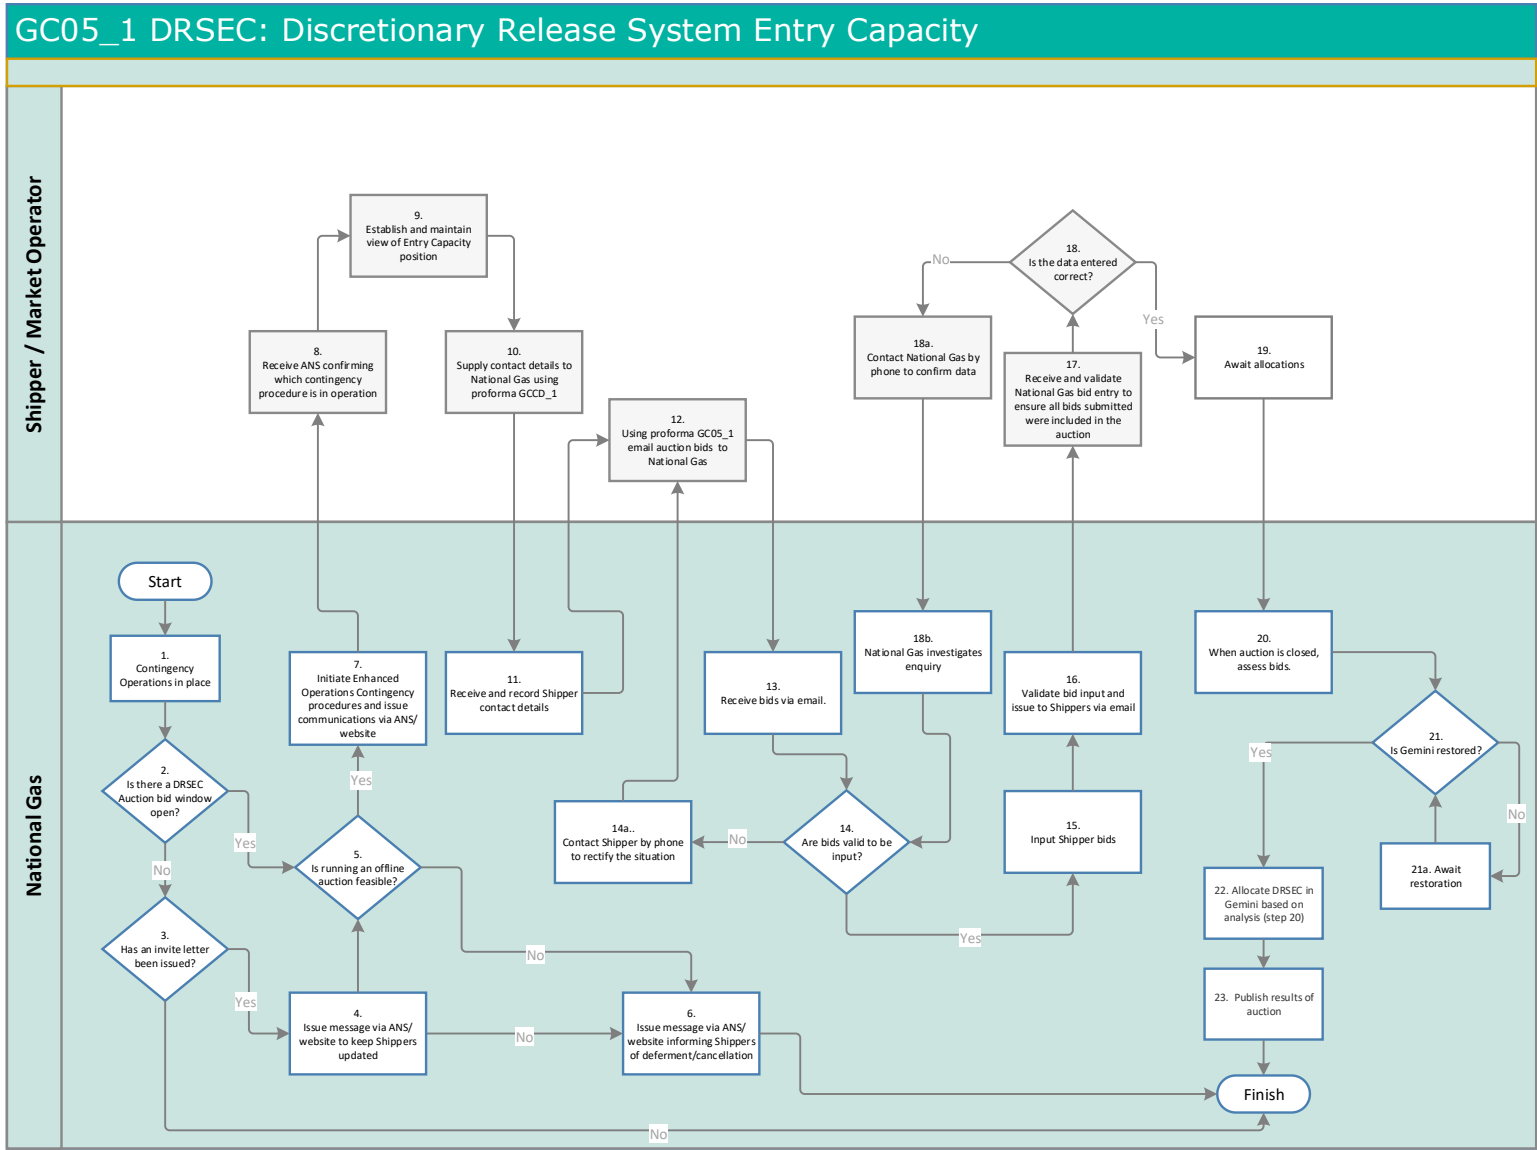 GC05_1 DRSEC: Discretionary Release System Entry Capacity
Shipper / Market Operator
9.
Establish and maintain
view of Entry Capacity
position
8.
Receive ANS confirming
which contingency
procedure is in operation
10.
Supply contact details to
National Gas using
proforma GCCD_1
12.
Using proforma GC05_1
email auction bids to
National Gas
18.
Is the data entered
correct?
No
Yes
18a.
Contact National Gas by
phone to confirm data
17.
Receive and validate
National Gas bid entry to
ensure all bids submitted
were included in the
auction
19.
Await allocations
National Gas
Start
1.
Contingency
Operations in place
2.
Is there a DRSEC
Auction bid window
open?
Yes
No
3.
Has an invite letter
been issued?
Yes
No
4.
Issue message via ANS/
website to keep Shippers
updated
No
5.
Is running an offline
auction feasible?
Yes
No
6.
Issue message via ANS/
website informing Shippers
of deferment/cancellation
7.
Initiate Enhanced
Operations Contingency
procedures and issue
communications via ANS/
website
11.
Receive and record Shipper
contact details
13.
Receive bids via email.
14.
Are bids valid to be
input?
No
Yes
14a..
Contact Shipper by phone
to rectify the situation
18b.
National Gas investigates
enquiry
16.
Validate bid input and
issue to Shippers via email
15.
Input Shipper bids
20.
When auction is closed,
assess bids.
21.
Is Gemini restored?
Yes
No
21a. Await
restoration
22. Allocate DRSEC in
Gemini based on
analysis (step 20)
23. Publish results of
auction
Finish